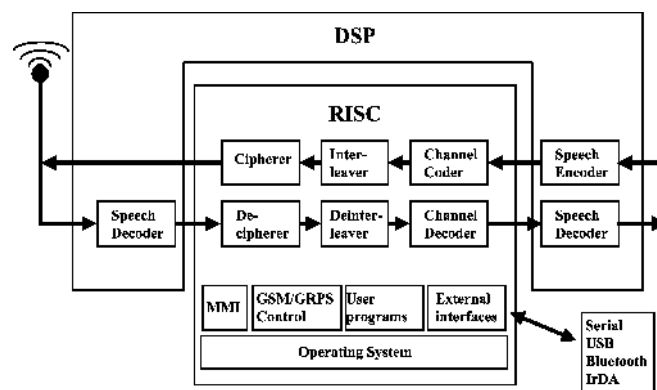 DSP
RISC
Cipherer
Inter-
leaver
Channel
Coder
Speech
Encoder
Speech
Decoder
De-
cipherer
Deinter-
leaver
Channel
Decoder
Speech
Decoder
MMI
GSM/GRPS
Control
User
programs
External
interfaces
Operating System
Serial
USB
Bluetooth
IrDA